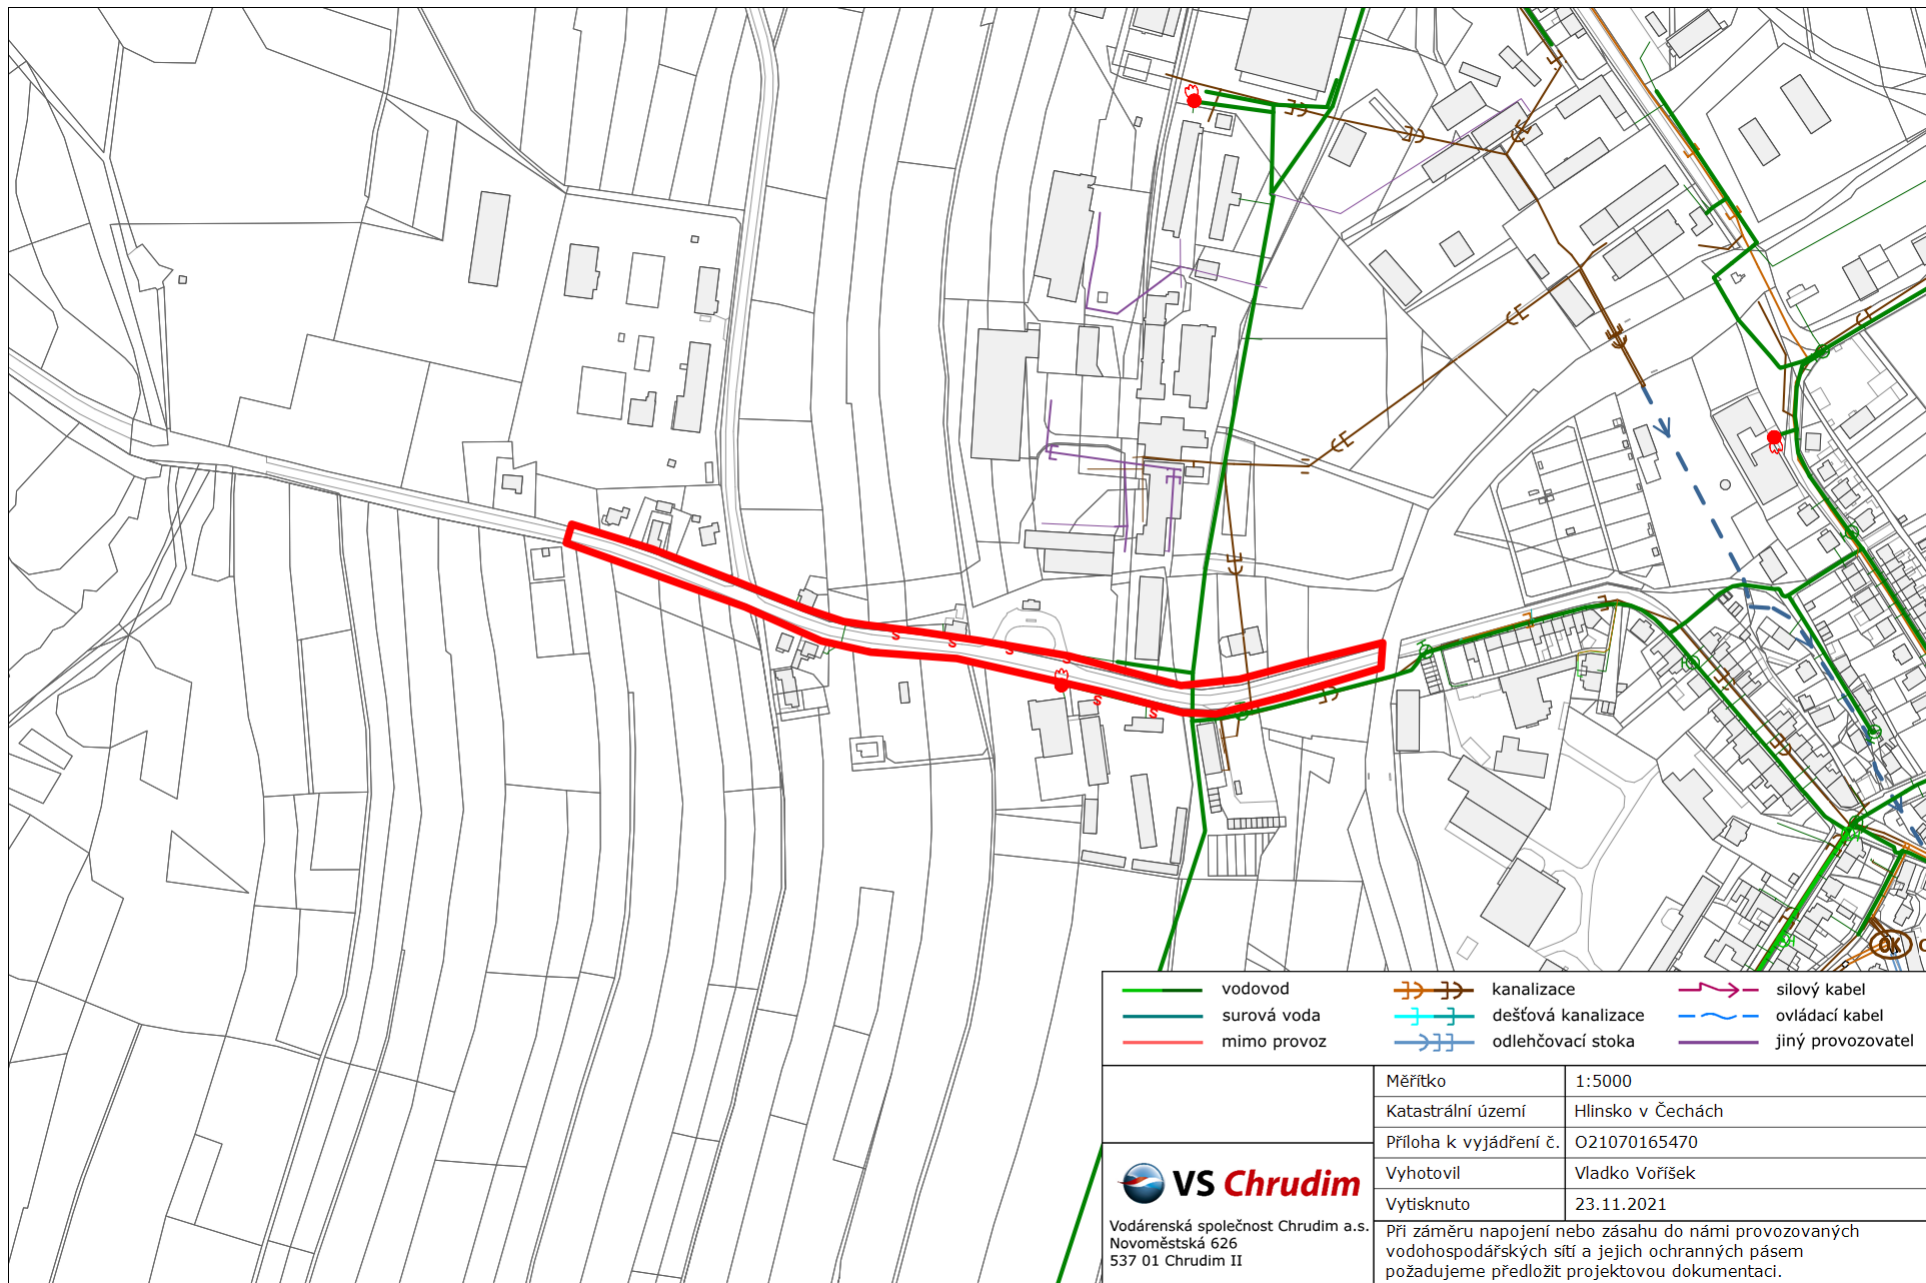 vodovod
surová voda
mimo provoz
kanalizace
dešťová kanalizace
odlehčovací stoka
silový kabel
ovládací kabel
jiný provozovatel
Měřítko 1:5000
Katastrální území Hlinsko v Čechách
Příloha k vyjádření č. O21070165470
Vyhotovil Vladko Voříšek
Vytisknuto 23.11.2021
VS Chrudim
Vodárenská společnost Chrudim a.s.
Novoměstská 626
537 01 Chrudim II
Při záměru napojení nebo zásahu do námi provozovaných
vodohospodářských sítí a jejich ochranných pásem
požadujeme předložit projektovou dokumentaci.
OK
s
s
s
s
s
s